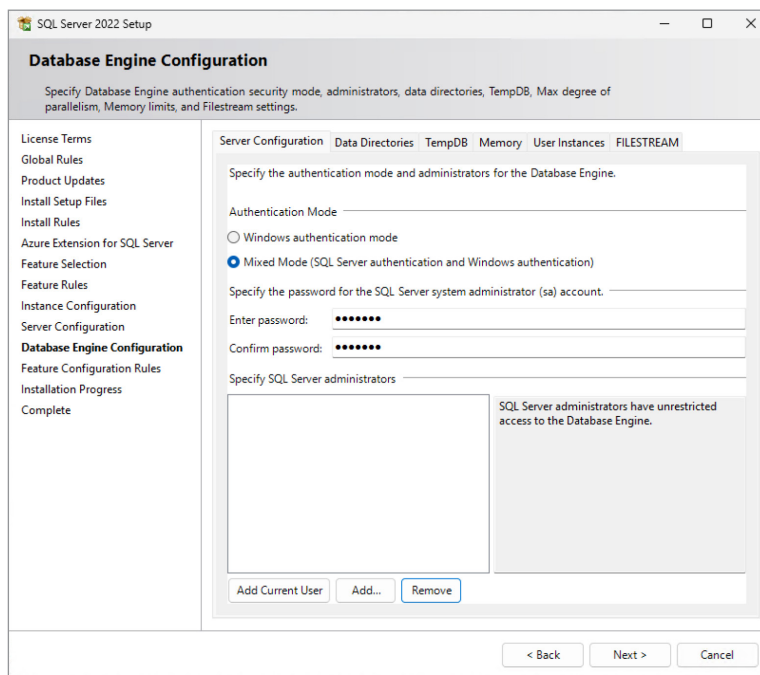 SQL Server 2022 Setup
Database Engine Configuration
Specify Database Engine authentication security mode, administrators, data directories, TempDB, Max degree of
parallelism, Memory limits, and Filestream settings.
License Terms
Global Rules
Product Updates
Install Setup Files
Install Rules
Azure Extension for SQL Server
Feature Selection
Feature Rules
Instance Configuration
Server Configuration
Database Engine Configuration
Feature Configuration Rules
Installation Progress
Complete
Server Configuration Data Directories TempDB Memory User Instances FILESTREAM
Specify the authentication mode and administrators for the Database Engine.
Authentication Mode
Windows authentication mode
Mixed Mode (SQL Server authentication and Windows authentication)
Specify the password for the SQL Server system administrator (sa) account.
Enter password: •••••••
Confirm password: •••••••
Specify SQL Server administrators
SQL Server administrators have unrestricted
access to the Database Engine.
Add Current User Add... Remove
< Back Next > Cancel